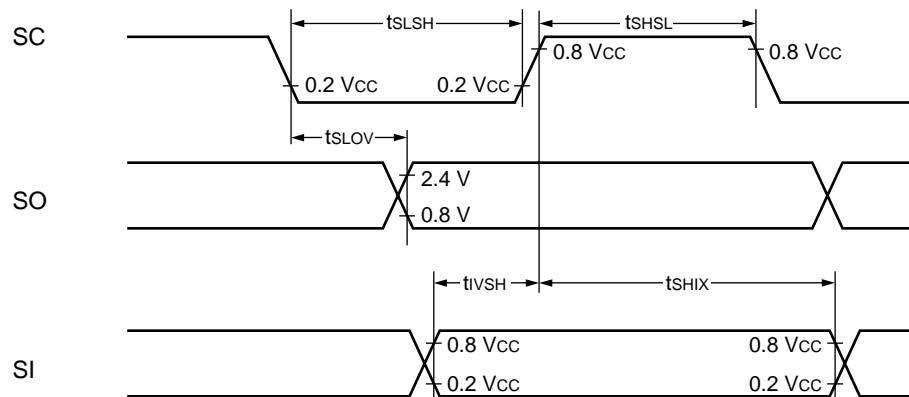 tSLSH
tSHSL
SC
0.2 VCC
0.2 VCC
0.8 VCC
0.8 VCC
tSLOV
SO
2.4 V
0.8 V
tIVSH
tSHIX
SI
0.8 VCC
0.8 VCC
0.2 VCC
0.2 VCC